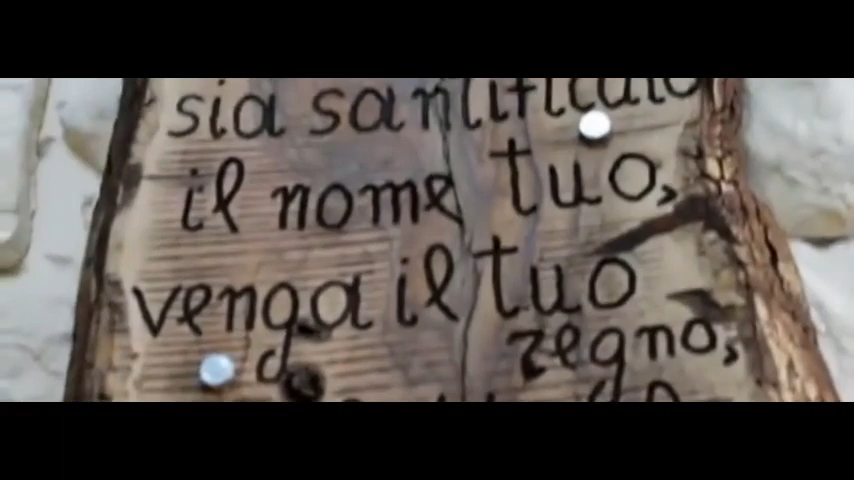 sia santificato
il nome tuo,
venga il tuo
regno,